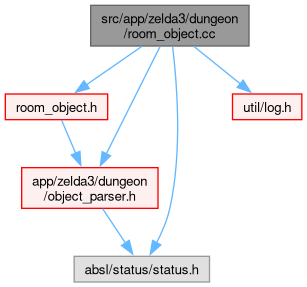 src/app/zelda3/dungeon
/room_object.cc
room_object.h
util/log.h
app/zelda3/dungeon
/object_parser.h
absl/status/status.h